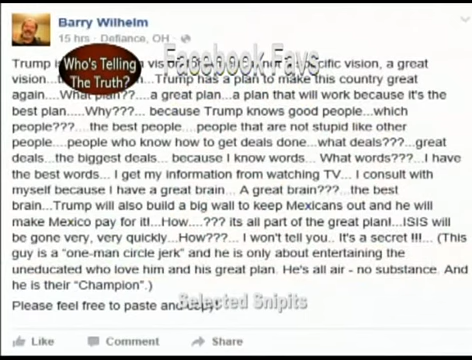 Barry Wilhelm
15 hrs · Defiance, OH ·
Facebook Favs
Who's Telling
The Truth?
Trump is vision not specific vision, a great
vision... ...Trump has a plan to make this country great
again....What plan??....a great plan...a plan that will work because it's the
best plan.....Why???... because Trump knows good people...which
people???....the best people....people that are not stupid like other
people....people who know how to get deals done...what deals???...great
deals...the biggest deals... because I know words... What words???...I have
the best words... I get my information from watching TV... I consult with
myself because I have a great brain... A great brain???...the best
brain...Trump will also build a big wall to keep Mexicans out and he will
make Mexico pay for it!...How....??? its all part of the great plan!...ISIS will
be gone very, very quickly...How???... I won't tell you.. It's a secret !!!... (This
guy is a "one-man circle jerk" and he is only about entertaining the
uneducated who love him and his great plan. He's all air - no substance. And
he is their "Champion".)
Please feel free to paste and copy!
Selected Snipits
Like Comment Share